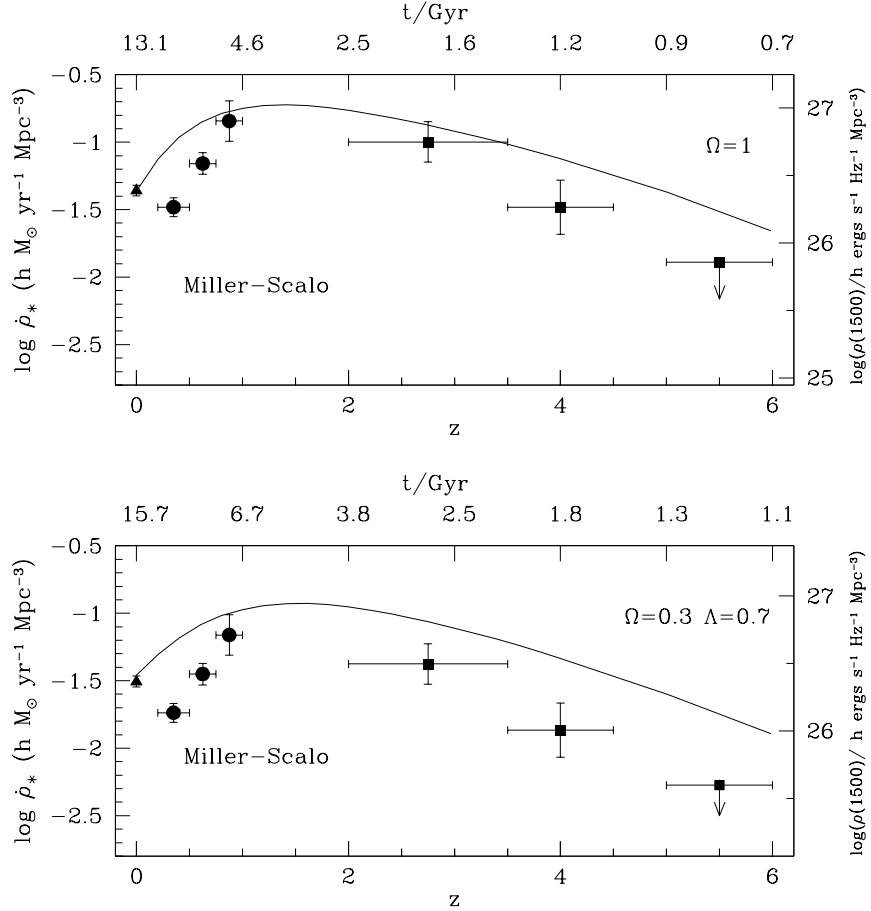 t/Gyr
13.1 4.6 2.5 1.6 1.2 0.9 0.7
−0.5
−1
−1.5
−2
−2.5
log ρ̇* (h M⊙ yr⁻¹ Mpc⁻³)
Ω=1
Miller−Scalo
27
26
25
log(ρ(1500)/h ergs s⁻¹ Hz⁻¹ Mpc⁻³)
0 2 4 6
z
t/Gyr
15.7 6.7 3.8 2.5 1.8 1.3 1.1
−0.5
−1
−1.5
−2
−2.5
log ρ̇* (h M⊙ yr⁻¹ Mpc⁻³)
Ω=0.3 Λ=0.7
Miller−Scalo
27
26
log(ρ(1500)/ h ergs s⁻¹ Hz⁻¹ Mpc⁻³)
0 2 4 6
z